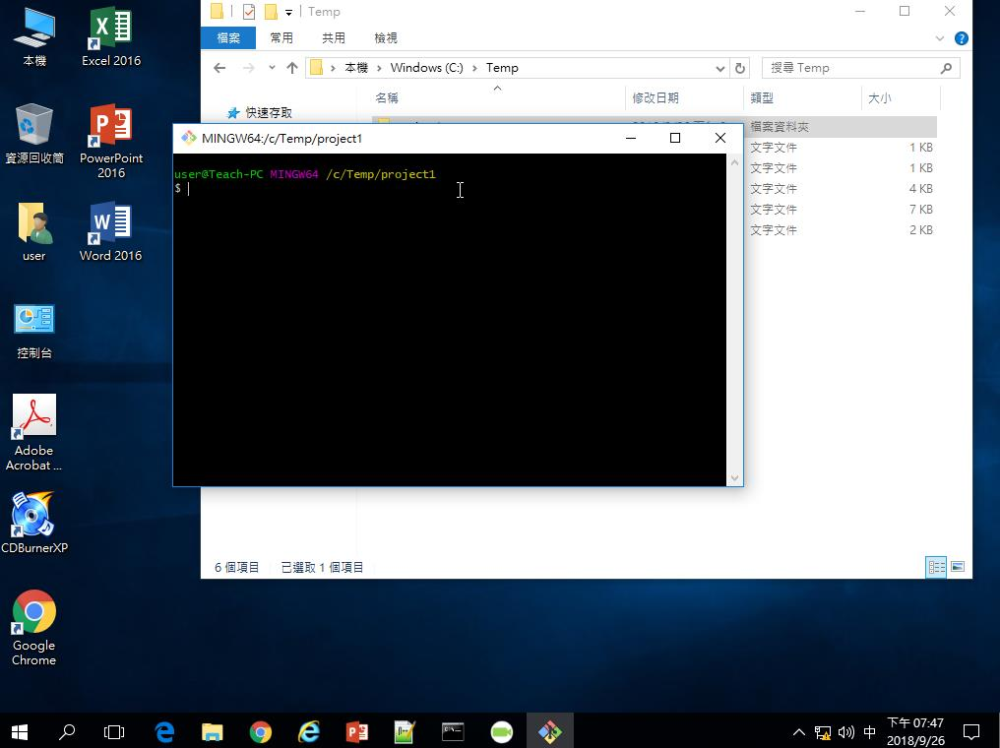 Temp
檔案
常用
共用
檢視
本機
Windows (C:)
Temp
搜尋 Temp
名稱
修改日期
類型
大小
快速存取
檔案資料夾
文字文件
1 KB
文字文件
1 KB
文字文件
4 KB
文字文件
7 KB
文字文件
2 KB
MINGW64:/c/Temp/project1
user@Teach-PC MINGW64 /c/Temp/project1
$
6 個項目
已選取 1 個項目
本機
Excel 2016
資源回收筒
PowerPoint
2016
user
Word 2016
控制台
Adobe
Acrobat ...
CDBurnerXP
Google
Chrome
中
下午 07:47
2018/9/26